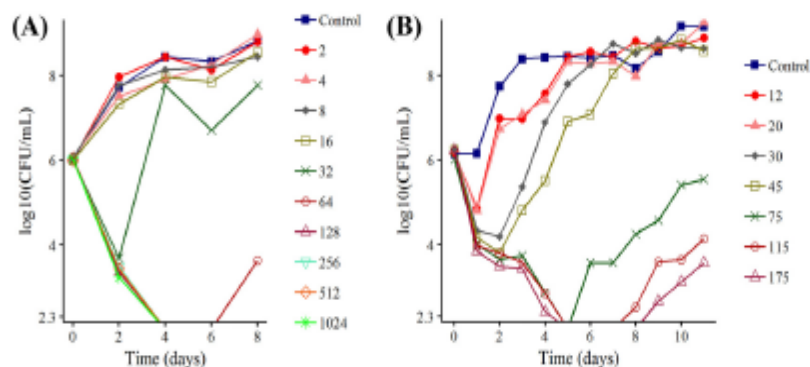 (A)
log10(CFU/mL)
8
6
4
2.3
0 2 4 6 8
Time (days)
Control
2
4
8
16
32
64
128
256
512
1024
(B)
log10(CFU/mL)
8
6
4
2.3
0 2 4 6 8 10
Time (days)
Control
12
20
30
45
75
115
175